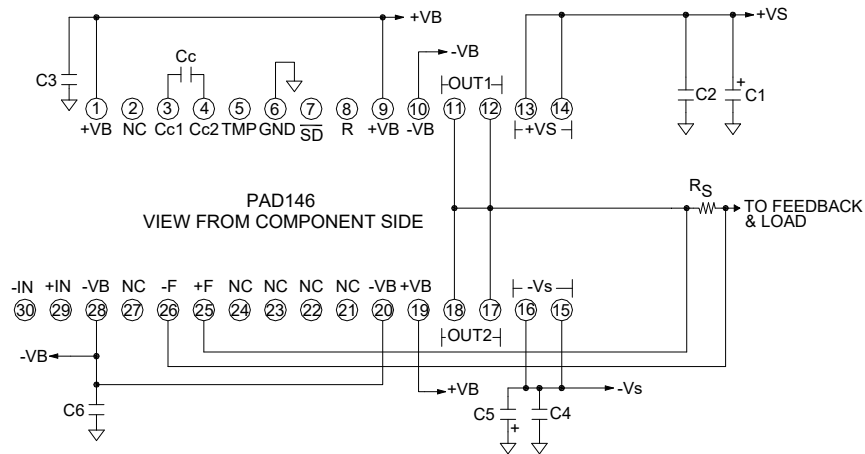 +VB
+VS
Cc
-VB
C3
OUT1
C2
+
C1
1 2 3 4 5 6 7 8 9 10 11 12 13 14
+VB NC Cc1 Cc2 TMP GND SD R +VB -VB +VS
PAD146
VIEW FROM COMPONENT SIDE
RS
TO FEEDBACK
& LOAD
-IN +IN -VB NC -F +F NC NC NC NC -VB +VB -Vs
30 29 28 27 26 25 24 23 22 21 20 19 18 17 16 15
OUT2
-VB
+VB
-Vs
C6
C5
+
C4